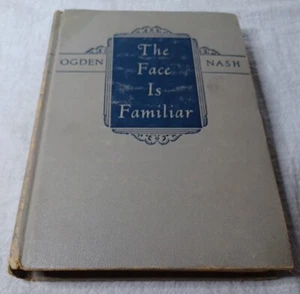 The
OGDEN Face NASH
Is
Familiar